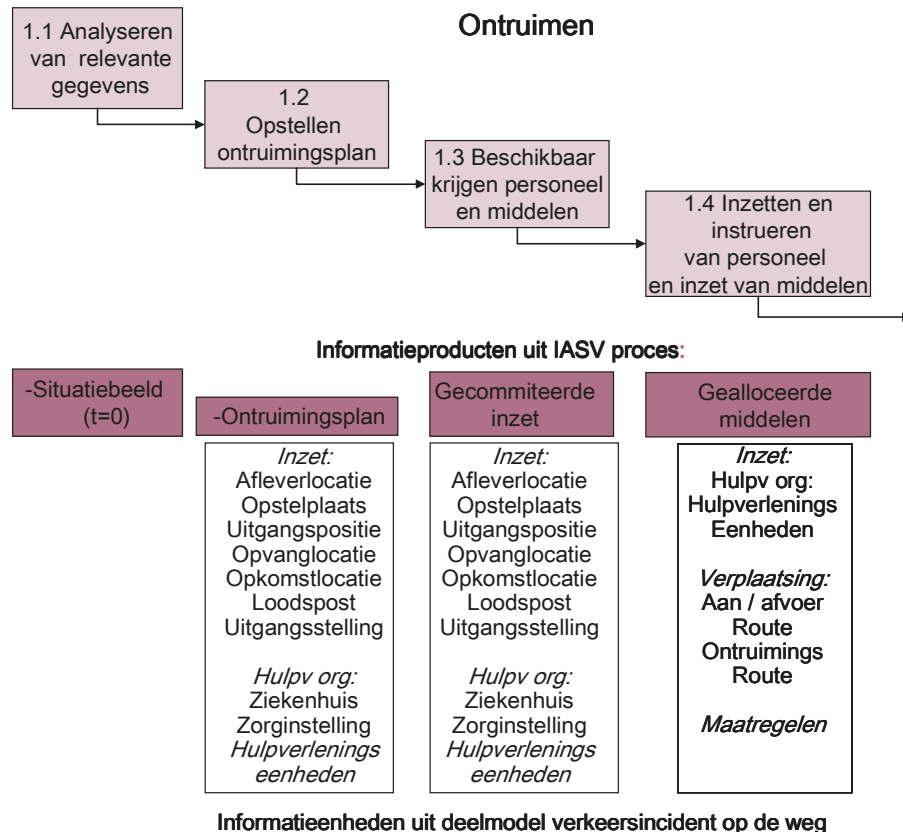 Ontruimen
1.1 Analyseren
van relevante
gegevens
1.2
Opstellen
ontruimingsplan
1.3 Beschikbaar
krijgen personeel
en middelen
1.4 Inzetten en
instrueren
van personeel
en inzet van middelen
Informatieproducten uit IASV proces:
-Situatiebeeld
(t=0)
-Ontruimingsplan
Gecommiteerde
inzet
Gealloceerde
middelen
Inzet:
Afleverlocatie
Opstelplaats
Uitgangspositie
Opvanglocatie
Opkomstlocatie
Loodspost
Uitgangsstelling
Hulpv org:
Ziekenhuis
Zorginstelling
Hulpverlenings
eenheden
Inzet:
Afleverlocatie
Opstelplaats
Uitgangspositie
Opvanglocatie
Opkomstlocatie
Loodspost
Uitgangsstelling
Hulpv org:
Ziekenhuis
Zorginstelling
Hulpverlenings
eenheden
Inzet:
Hulpv org:
Hulpverlenings
Eenheden
Verplaatsing:
Aan / afvoer
Route
Ontruimings
Route
Maatregelen
Informatieenheden uit deelmodel verkeersincident op de weg